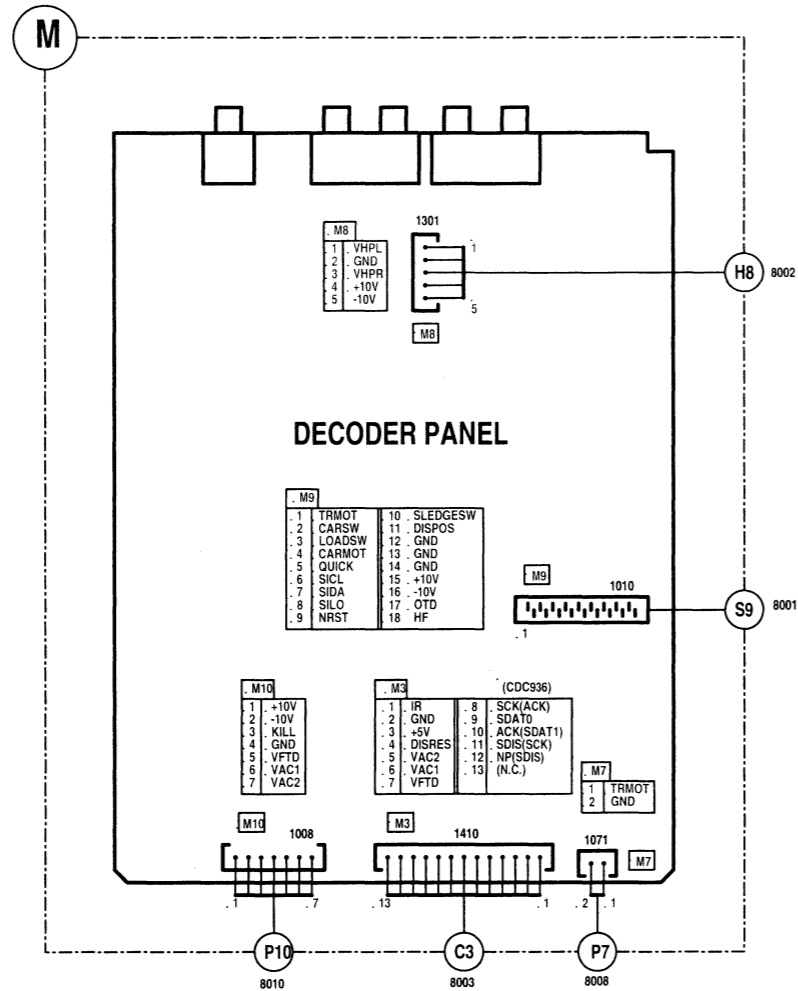 M
1301
. M8
1 . VHPL
2 . GND
3 . VHPR
4 . +10V
5 . -10V
. 1
. 5
. M8
H8 8002
DECODER PANEL
. M9
. 1 . TRMOT
. 2 . CARSW
. 3 . LOADSW
. 4 . CARMOT
. 5 . QUICK
. 6 . SICL
. 7 . SIDA
. 8 . SILO
. 9 . NRST
10 . SLEDGESW
11 . DISPOS
12 . GND
13 . GND
14 . GND
15 . +10V
16 . -10V
17 . OTD
18 . HF
. M9
1010
. 1
S9 8001
. M10
. 1 . +10V
. 2 . -10V
. 3 . KILL
. 4 . GND
. 5 . VFTD
. 6 . VAC1
. 7 . VAC2
. M3
(CDC936)
. 1 . IR
. 2 . GND
. 3 . +5V
. 4 . DISRES
. 5 . VAC2
. 6 . VAC1
. 7 . VFTD
. 8 . SCK(ACK)
. 9 . SDAT0
. 10 . ACK(SDAT1)
. 11 . SDIS(SCK)
. 12 . NP(SDIS)
. 13 . (N.C.)
. M7
1 TRMOT
2 GND
. M10
1008
. M3
1410
1071
. M7
. 1
. 7
. 13
. 1
. 2
. 1
P10
C3
P7
8010
8003
8008